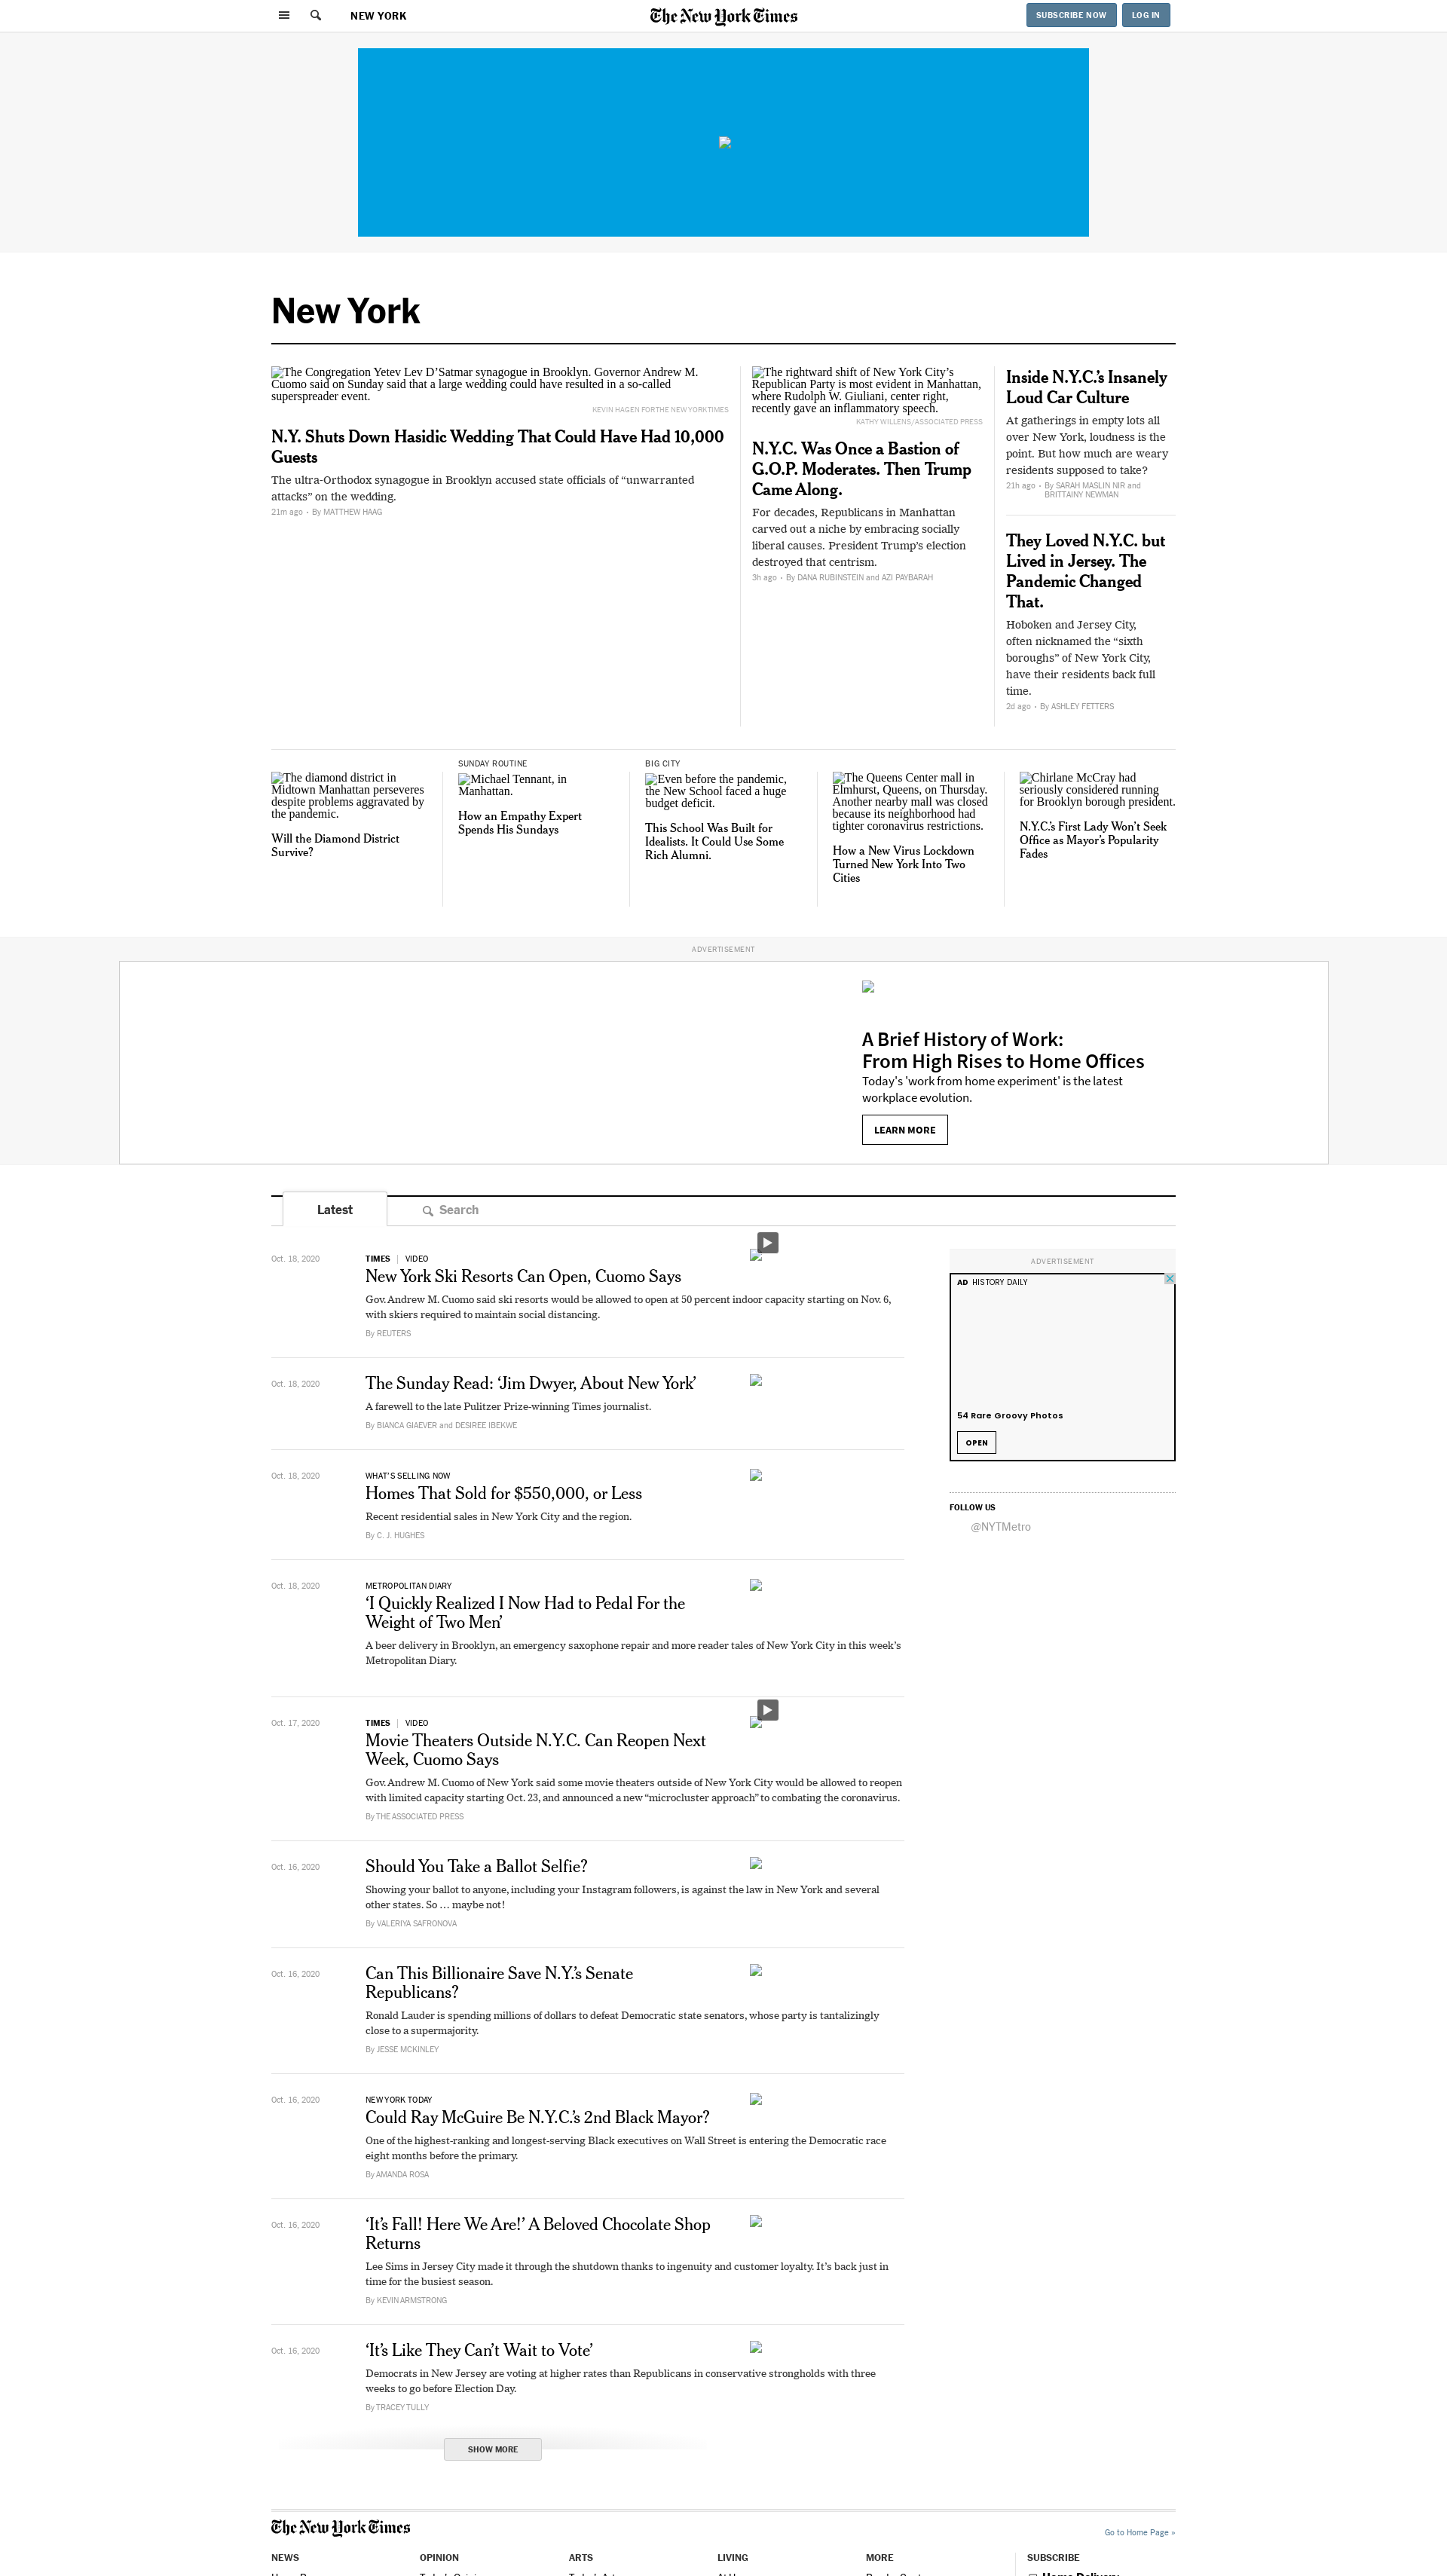 NEW YORK
The New York Times
SUBSCRIBE NOW
LOG IN
New York
The Congregation Yetev Lev D’Satmar synagogue in Brooklyn. Governor Andrew M.
Cuomo said on Sunday said that a large wedding could have resulted in a so-called
superspreader event.
KEVIN HAGEN FOR THE NEW YORK TIMES
N.Y. Shuts Down Hasidic Wedding That Could Have Had 10,000
Guests
The ultra-Orthodox synagogue in Brooklyn accused state officials of “unwarranted
attacks” on the wedding.
21m ago • By MATTHEW HAAG
The rightward shift of New York City’s
Republican Party is most evident in Manhattan,
where Rudolph W. Giuliani, center right,
recently gave an inflammatory speech.
KATHY WILLENS/ASSOCIATED PRESS
N.Y.C. Was Once a Bastion of
G.O.P. Moderates. Then Trump
Came Along.
For decades, Republicans in Manhattan
carved out a niche by embracing socially
liberal causes. President Trump’s election
destroyed that centrism.
3h ago • By DANA RUBINSTEIN and AZI PAYBARAH
Inside N.Y.C.’s Insanely
Loud Car Culture
At gatherings in empty lots all
over New York, loudness is the
point. But how much are weary
residents supposed to take?
21h ago • By SARAH MASLIN NIR and
BRITTAINY NEWMAN
They Loved N.Y.C. but
Lived in Jersey. The
Pandemic Changed
That.
Hoboken and Jersey City,
often nicknamed the “sixth
boroughs” of New York City,
have their residents back full
time.
2d ago • By ASHLEY FETTERS
The diamond district in
Midtown Manhattan perseveres
despite problems aggravated by
the pandemic.
Will the Diamond District
Survive?
SUNDAY ROUTINE
Michael Tennant, in
Manhattan.
How an Empathy Expert
Spends His Sundays
BIG CITY
Even before the pandemic,
the New School faced a huge
budget deficit.
This School Was Built for
Idealists. It Could Use Some
Rich Alumni.
The Queens Center mall in
Elmhurst, Queens, on Thursday.
Another nearby mall was closed
because its neighborhood had
tighter coronavirus restrictions.
How a New Virus Lockdown
Turned New York Into Two
Cities
Chirlane McCray had
seriously considered running
for Brooklyn borough president.
N.Y.C.’s First Lady Won’t Seek
Office as Mayor’s Popularity
Fades
ADVERTISEMENT
A Brief History of Work:
From High Rises to Home Offices
Today's 'work from home experiment' is the latest
workplace evolution.
LEARN MORE
Latest
Search
Oct. 18, 2020
TIMES | VIDEO
New York Ski Resorts Can Open, Cuomo Says
Gov. Andrew M. Cuomo said ski resorts would be allowed to open at 50 percent indoor capacity starting on Nov. 6,
with skiers required to maintain social distancing.
By REUTERS
Oct. 18, 2020
The Sunday Read: ‘Jim Dwyer, About New York’
A farewell to the late Pulitzer Prize-winning Times journalist.
By BIANCA GIAEVER and DESIREE IBEKWE
Oct. 18, 2020
WHAT’S SELLING NOW
Homes That Sold for $550,000, or Less
Recent residential sales in New York City and the region.
By C. J. HUGHES
Oct. 18, 2020
METROPOLITAN DIARY
‘I Quickly Realized I Now Had to Pedal For the
Weight of Two Men’
A beer delivery in Brooklyn, an emergency saxophone repair and more reader tales of New York City in this week’s
Metropolitan Diary.
Oct. 17, 2020
TIMES | VIDEO
Movie Theaters Outside N.Y.C. Can Reopen Next
Week, Cuomo Says
Gov. Andrew M. Cuomo of New York said some movie theaters outside of New York City would be allowed to reopen
with limited capacity starting Oct. 23, and announced a new “microcluster approach” to combating the coronavirus.
By THE ASSOCIATED PRESS
Oct. 16, 2020
Should You Take a Ballot Selfie?
Showing your ballot to anyone, including your Instagram followers, is against the law in New York and several
other states. So … maybe not!
By VALERIYA SAFRONOVA
Oct. 16, 2020
Can This Billionaire Save N.Y.’s Senate
Republicans?
Ronald Lauder is spending millions of dollars to defeat Democratic state senators, whose party is tantalizingly
close to a supermajority.
By JESSE MCKINLEY
Oct. 16, 2020
NEW YORK TODAY
Could Ray McGuire Be N.Y.C.’s 2nd Black Mayor?
One of the highest-ranking and longest-serving Black executives on Wall Street is entering the Democratic race
eight months before the primary.
By AMANDA ROSA
Oct. 16, 2020
‘It’s Fall! Here We Are!’ A Beloved Chocolate Shop
Returns
Lee Sims in Jersey City made it through the shutdown thanks to ingenuity and customer loyalty. It’s back just in
time for the busiest season.
By KEVIN ARMSTRONG
Oct. 16, 2020
‘It’s Like They Can’t Wait to Vote’
Democrats in New Jersey are voting at higher rates than Republicans in conservative strongholds with three
weeks to go before Election Day.
By TRACEY TULLY
SHOW MORE
ADVERTISEMENT
AD HISTORY DAILY
54 Rare Groovy Photos
OPEN
FOLLOW US
@NYTMetro
The New York Times
Go to Home Page »
NEWS
OPINION
ARTS
LIVING
MORE
SUBSCRIBE